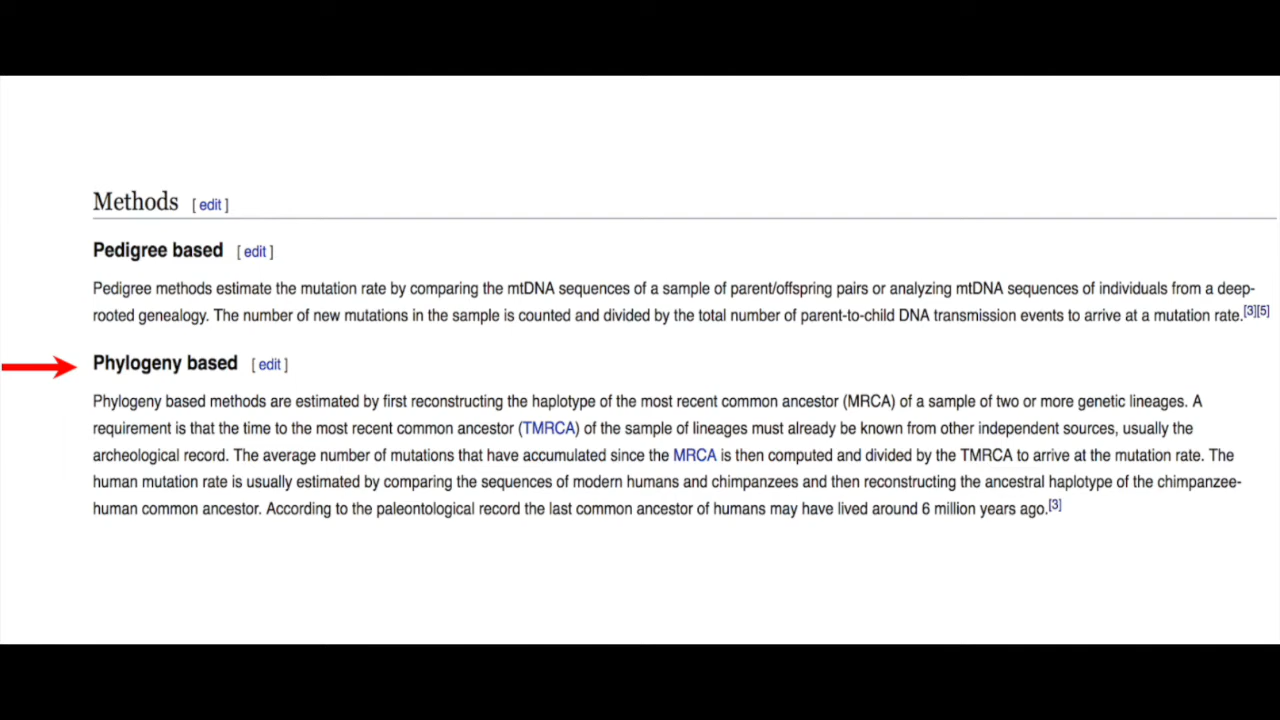 Methods [ edit ]
Pedigree based [ edit ]
Pedigree methods estimate the mutation rate by comparing the mtDNA sequences of a sample of parent/offspring pairs or analyzing mtDNA sequences of individuals from a deep-
rooted genealogy. The number of new mutations in the sample is counted and divided by the total number of parent-to-child DNA transmission events to arrive at a mutation rate.[3][5]
Phylogeny based [ edit ]
Phylogeny based methods are estimated by first reconstructing the haplotype of the most recent common ancestor (MRCA) of a sample of two or more genetic lineages. A
requirement is that the time to the most recent common ancestor (TMRCA) of the sample of lineages must already be known from other independent sources, usually the
archeological record. The average number of mutations that have accumulated since the MRCA is then computed and divided by the TMRCA to arrive at the mutation rate. The
human mutation rate is usually estimated by comparing the sequences of modern humans and chimpanzees and then reconstructing the ancestral haplotype of the chimpanzee-
human common ancestor. According to the paleontological record the last common ancestor of humans may have lived around 6 million years ago.[3]